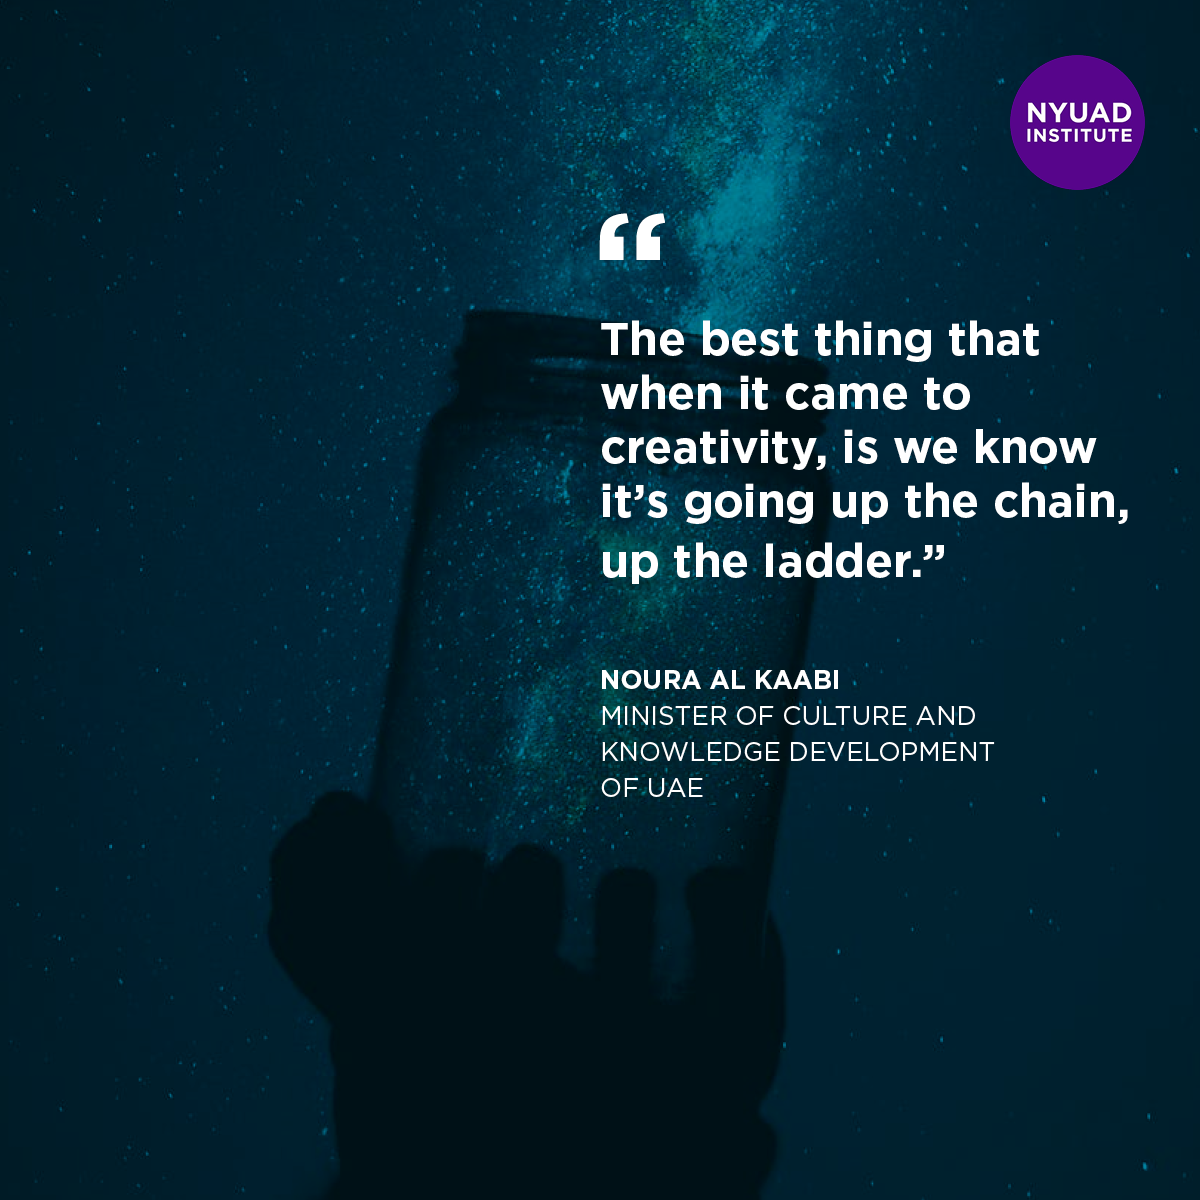 NYUAD
INSTITUTE
“
The best thing that
when it came to
creativity, is we know
it’s going up the chain,
up the ladder.”
NOURA AL KAABI
MINISTER OF CULTURE AND
KNOWLEDGE DEVELOPMENT
OF UAE